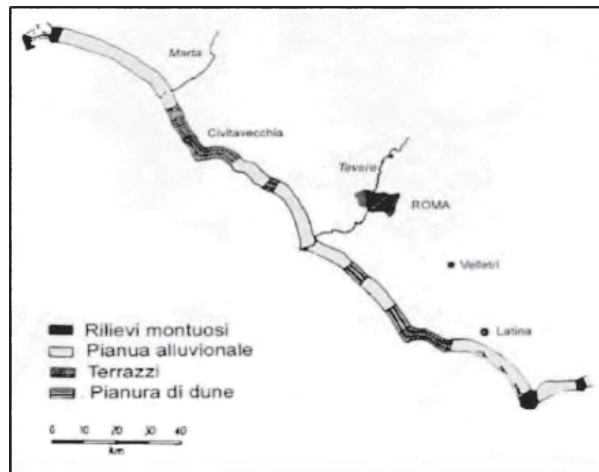 Marta
Civitavecchia
Tevere
ROMA
Velletri
Latina
Rilievi montuosi
Pianua alluvionale
Terrazzi
Pianura di dune
0 10 20 30 40
km